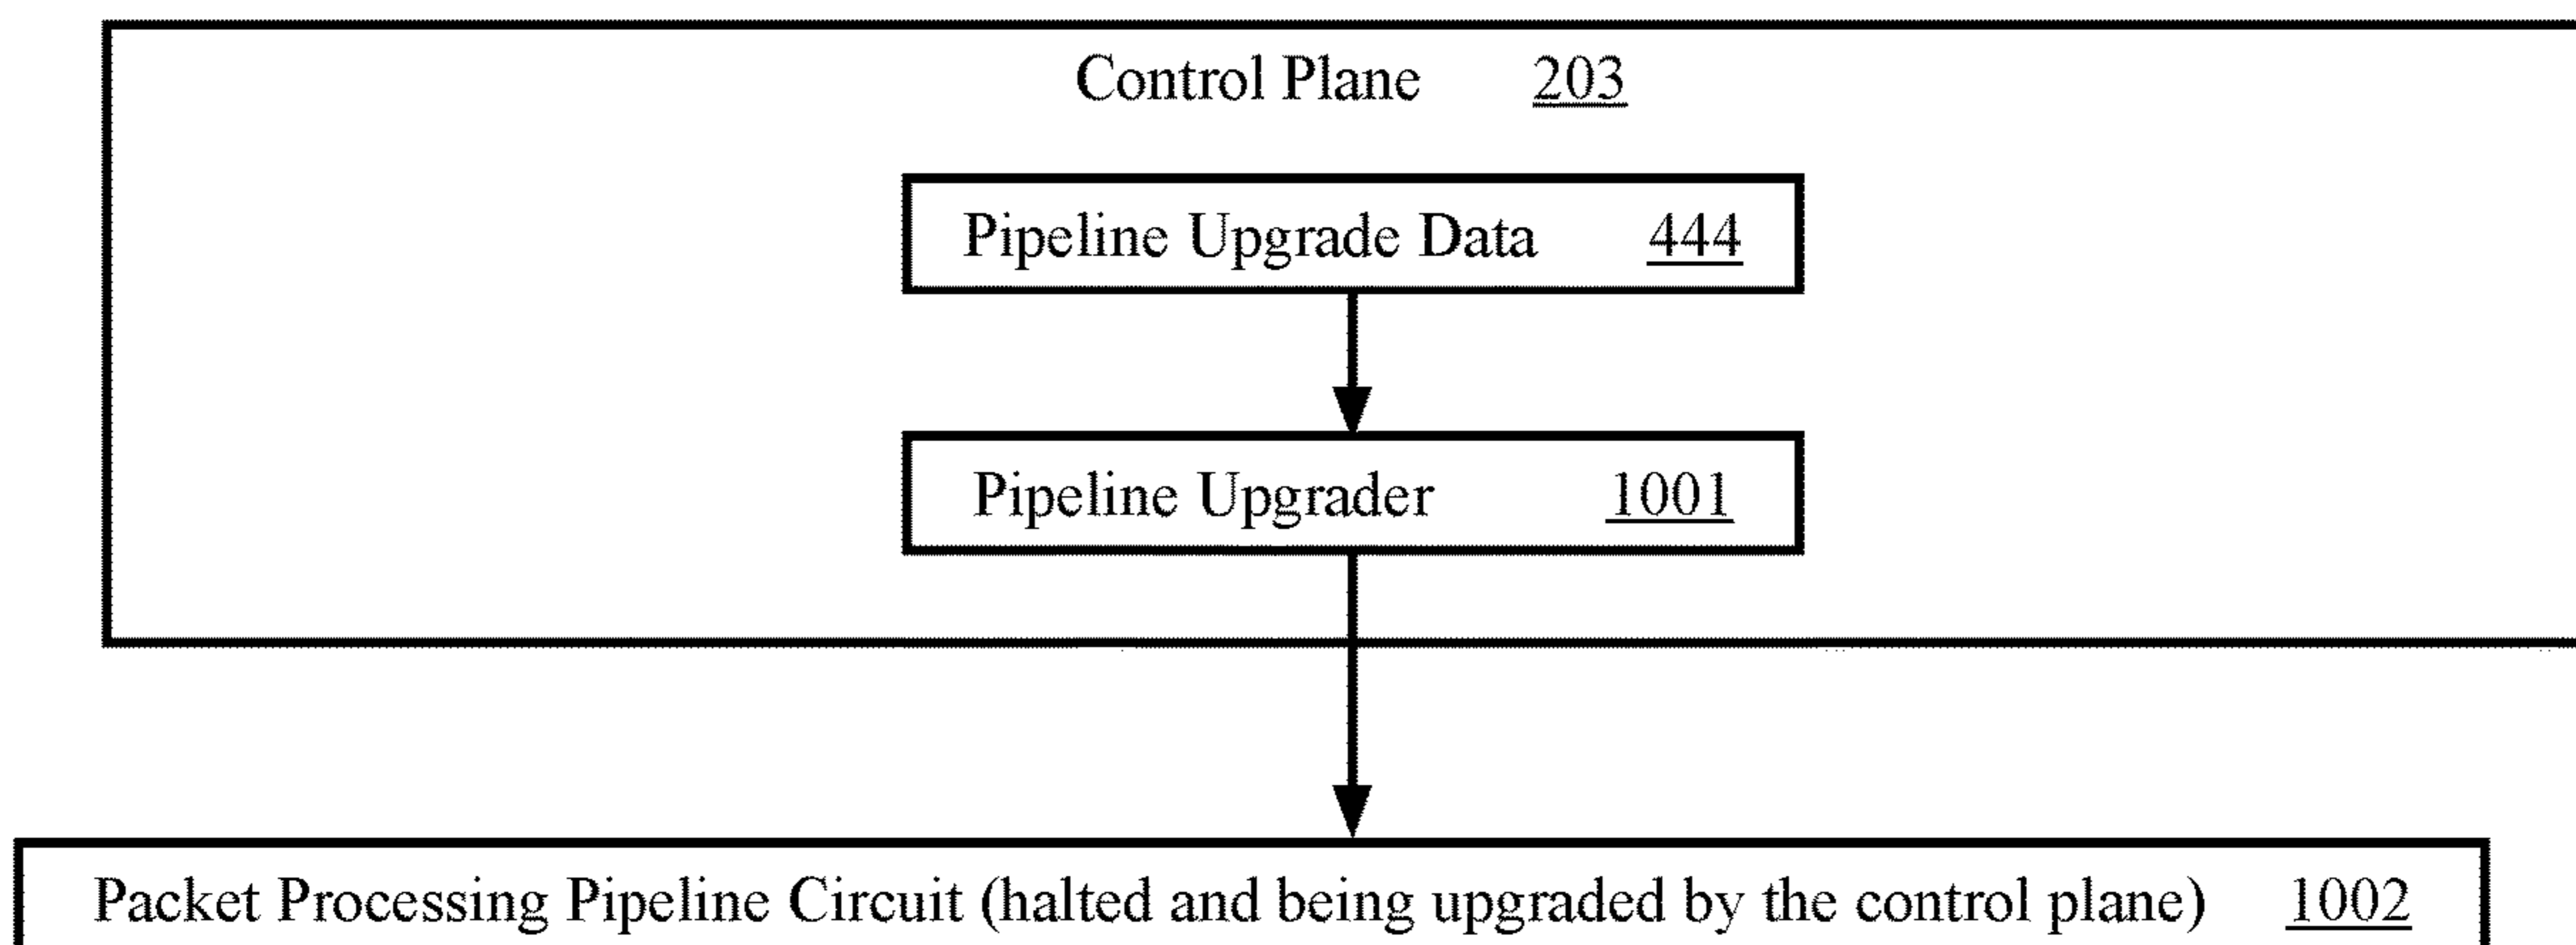 Control Plane 203
Pipeline Upgrade Data 444
Pipeline Upgrader 1001
Packet Processing Pipeline Circuit (halted and being upgraded by the control plane) 1002